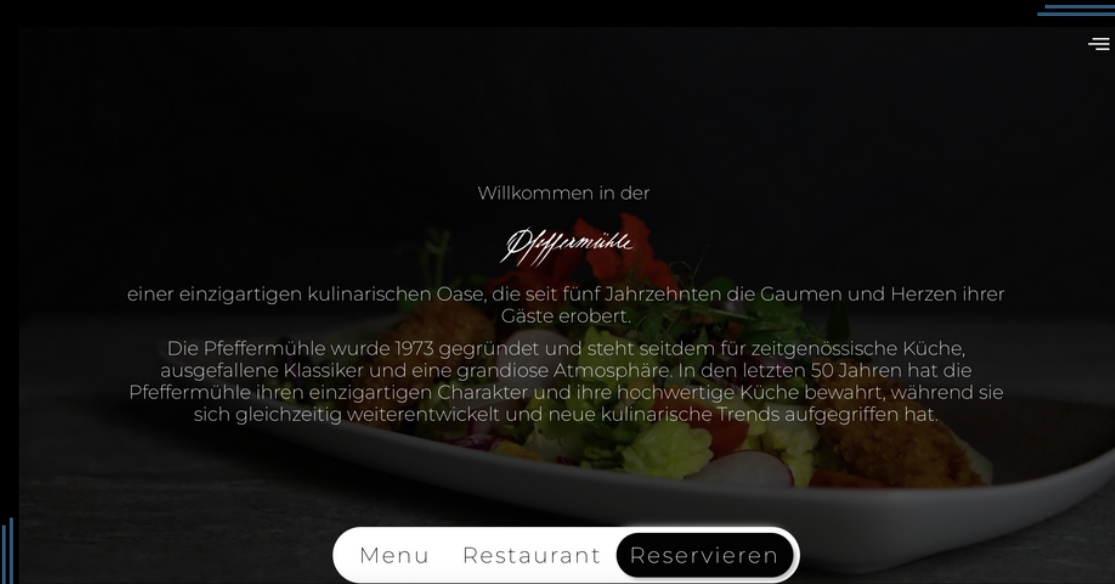 Willkommen in der
Pfeffermühle
einer einzigartigen kulinarischen Oase, die seit fünf Jahrzehnten die Gaumen und Herzen ihrer
Gäste erobert.
Die Pfeffermühle wurde 1973 gegründet und steht seitdem für zeitgenössische Küche,
ausgefallene Klassiker und eine grandiose Atmosphäre. In den letzten 50 Jahren hat die
Pfeffermühle ihren einzigartigen Charakter und ihre hochwertige Küche bewahrt, während sie
sich gleichzeitig weiterentwickelt und neue kulinarische Trends aufgegriffen hat.
Menu Restaurant Reservieren